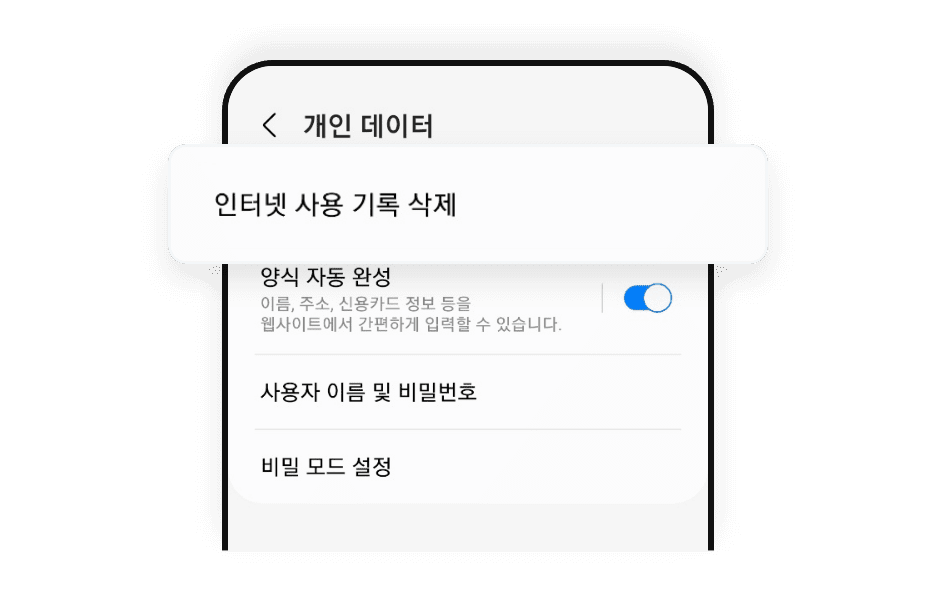 개인 데이터
인터넷 사용 기록 삭제
양식 자동 완성
이름, 주소, 신용카드 정보 등을
웹사이트에서 간편하게 입력할 수 있습니다.
사용자 이름 및 비밀번호
비밀 모드 설정